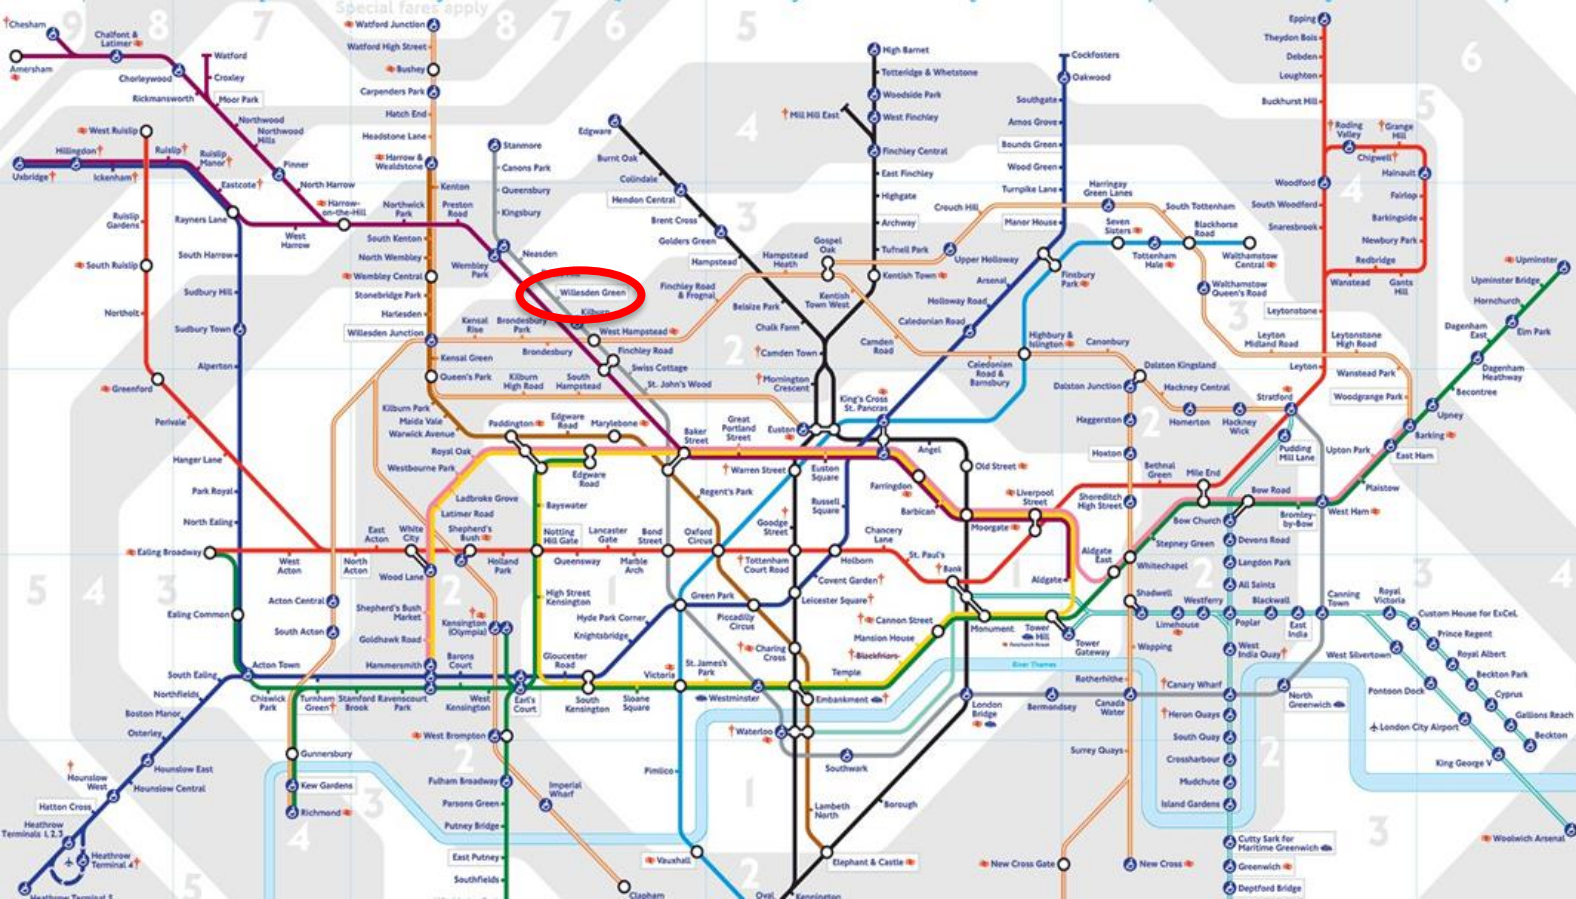 Special fares apply
9
8
7
8
7
6
5
6
†Chesham
Chalfont &
Latimer
Amersham
Chorleywood
Rickmansworth
Watford
Croxley
Moor Park
Northwood
Northwood
Hills
Pinner
North Harrow
Harrow-
on-the-Hill
West Ruislip
Hillingdon†
Uxbridge†
Ickenham†
Ruislip†
Ruislip
Manor†
Eastcote†
Rayners Lane
West
Harrow
Ruislip
Gardens
South Ruislip
Northolt
Greenford
Perivale
Hanger Lane
South Harrow
Sudbury Hill
Sudbury Town
Alperton
Park Royal
North Ealing
Ealing Broadway
Ealing Common
West
Acton
North
Acton
East
Acton
White
City
Shepherd's
Bush
Holland
Park
Wood Lane
Watford Junction
Watford High Street
Bushey
Carpenders Park
Hatch End
Headstone Lane
Harrow &
Wealdstone
Kenton
Northwick
Park
Preston
Road
South Kenton
North Wembley
Wembley Central
Stonebridge Park
Harlesden
Willesden Junction
Kensal Green
Queen's Park
Kilburn Park
Maida Vale
Warwick Avenue
Royal Oak
Westbourne Park
Ladbroke Grove
Latimer Road
Stanmore
Canons Park
Queensbury
Kingsbury
Wembley
Park
Neasden
Willesden Green
Kilburn
West Hampstead
Finchley Road
Swiss Cottage
St. John's Wood
Kensal
Rise
Brondesbury
Park
Brondesbury
Kilburn
High Road
South
Hampstead
Finchley Road
& Frognal
Edgware
Burnt Oak
Colindale
Hendon Central
Brent Cross
Golders Green
Hampstead
Belsize Park
Chalk Farm
†Camden Town
†Mornington
Crescent
Euston
Hampstead
Heath
Gospel
Oak
Kentish
Town West
Camden
Road
High Barnet
Totteridge & Whetstone
Woodside Park
†Mill Hill East
West Finchley
Finchley Central
East Finchley
Highgate
Archway
Tufnell Park
Kentish Town
Crouch Hill
Upper Holloway
Cockfosters
Oakwood
Southgate
Arnos Grove
Bounds Green
Wood Green
Turnpike Lane
Manor House
Harringay
Green Lanes
South Tottenham
Seven
Sisters
Blackhorse
Road
Tottenham
Hale
Walthamstow
Central
Walthamstow
Queen's Road
Finsbury
Park
Arsenal
Holloway Road
Caledonian Road
Caledonian
Road &
Barnsbury
Highbury &
Islington
Canonbury
Dalston Kingsland
Dalston Junction
Hackney Central
Haggerston
Homerton
Hackney
Wick
Hoxton
Shoreditch
High Street
Epping
Theydon Bois
Debden
Loughton
Buckhurst Hill
†Roding
Valley
†Grange
Hill
Chigwell†
Hainault
Fairlop
Barkingside
Newbury Park
Redbridge
Gants
Hill
Wanstead
Woodford
South Woodford
Snaresbrook
Leytonstone
Leyton
Midland Road
Leytonstone
High Road
Leyton
Wanstead Park
Woodgrange Park
Stratford
Pudding
Mill Lane
Upminster
Upminster Bridge
Hornchurch
Elm Park
Dagenham
East
Dagenham
Heathway
Becontree
Upney
Barking
East Ham
Upton Park
Plaistow
West Ham
Bromley-
by-Bow
Bow Road
Bow Church
Mile End
Bethnal
Green
Stepney Green
Whitechapel
Devons Road
Langdon Park
All Saints
Paddington
Edgware
Road
Marylebone
Baker
Street
Great
Portland
Street
†Warren Street
Euston
Square
King's Cross
St. Pancras
Angel
Old Street
Farringdon
Barbican
Moorgate
†Liverpool
Street
Edgware
Road
Bayswater
Notting
Hill Gate
Queensway
Lancaster
Gate
Marble
Arch
Bond
Street
Oxford
Circus
Regent's Park
Goodge
Street
†Tottenham
Court Road
Russell
Square
Holborn
Chancery
Lane
St. Paul's
†Bank
Aldgate
East
Aldgate
Covent Garden†
Leicester Square†
Piccadilly
Circus
Green Park
Hyde Park Corner
Knightsbridge
High Street
Kensington
Kensington
(Olympia)
Gloucester
Road
South
Kensington
Sloane
Square
Victoria
St. James's
Park
Westminster
†Charing
Cross
Embankment
Temple
Blackfriars
Mansion House
Cannon Street
Monument
Tower
Hill
Fenchurch Street
Tower
Gateway
River Thames
Shadwell
Limehouse
Westferry
Poplar
Blackwall
East
India
Canning
Town
Royal
Victoria
Custom House for ExCeL
Prince Regent
Royal Albert
Beckton Park
Cyprus
Gallions Reach
Beckton
West Silvertown
Pontoon Dock
London City Airport
King George V
Woolwich Arsenal
West
India Quay†
†Canary Wharf
†Heron Quays
South Quay
Crossharbour
Mudchute
Island Gardens
Cutty Sark for
Maritime Greenwich
Greenwich
Deptford Bridge
North
Greenwich
Wapping
Rotherhithe
Canada
Water
Bermondsey
London
Bridge
Surrey Quays
New Cross Gate
New Cross
Southwark
†Waterloo
Lambeth
North
Borough
Elephant & Castle
Kennington
Oval
Vauxhall
Pimlico
Acton Central
South Acton
Shepherd's Bush
Market
Goldhawk Road
Hammersmith
Barons
Court
West
Kensington
Earl's
Court
Acton Town
South Ealing
Northfields
Boston Manor
Osterley
Hounslow East
Hounslow Central
†Hounslow
West
Hatton Cross
Heathrow
Terminals 1, 2, 3
Heathrow
Terminal 4†
Heathrow Terminal 5
Chiswick
Park
Turnham
Green†
Stamford
Brook
Ravenscourt
Park
Gunnersbury
Kew Gardens
Richmond
West Brompton
Fulham Broadway
Parsons Green
Putney Bridge
East Putney
Southfields
Imperial
Wharf
Clapham